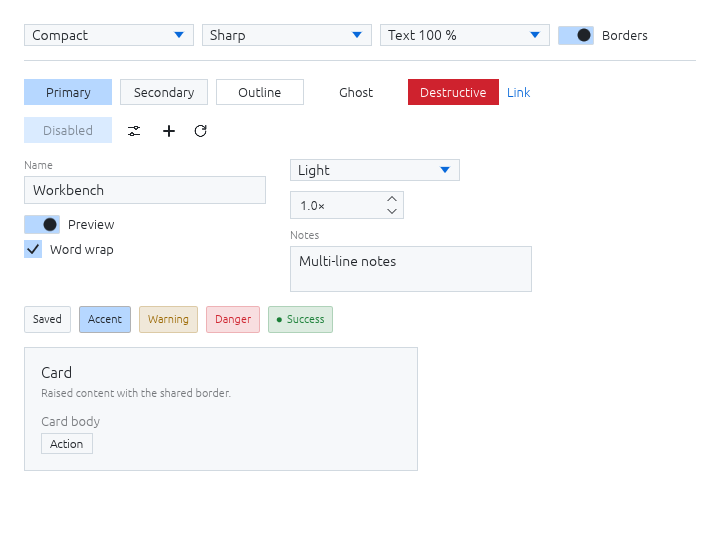 Compact Sharp Text 100 % Borders
Primary Secondary Outline Ghost Destructive Link
Disabled
Name
Workbench
Light
1.0×
Preview
Word wrap
Notes
Multi-line notes
Saved Accent Warning Danger Success
Card
Raised content with the shared border.
Card body
Action